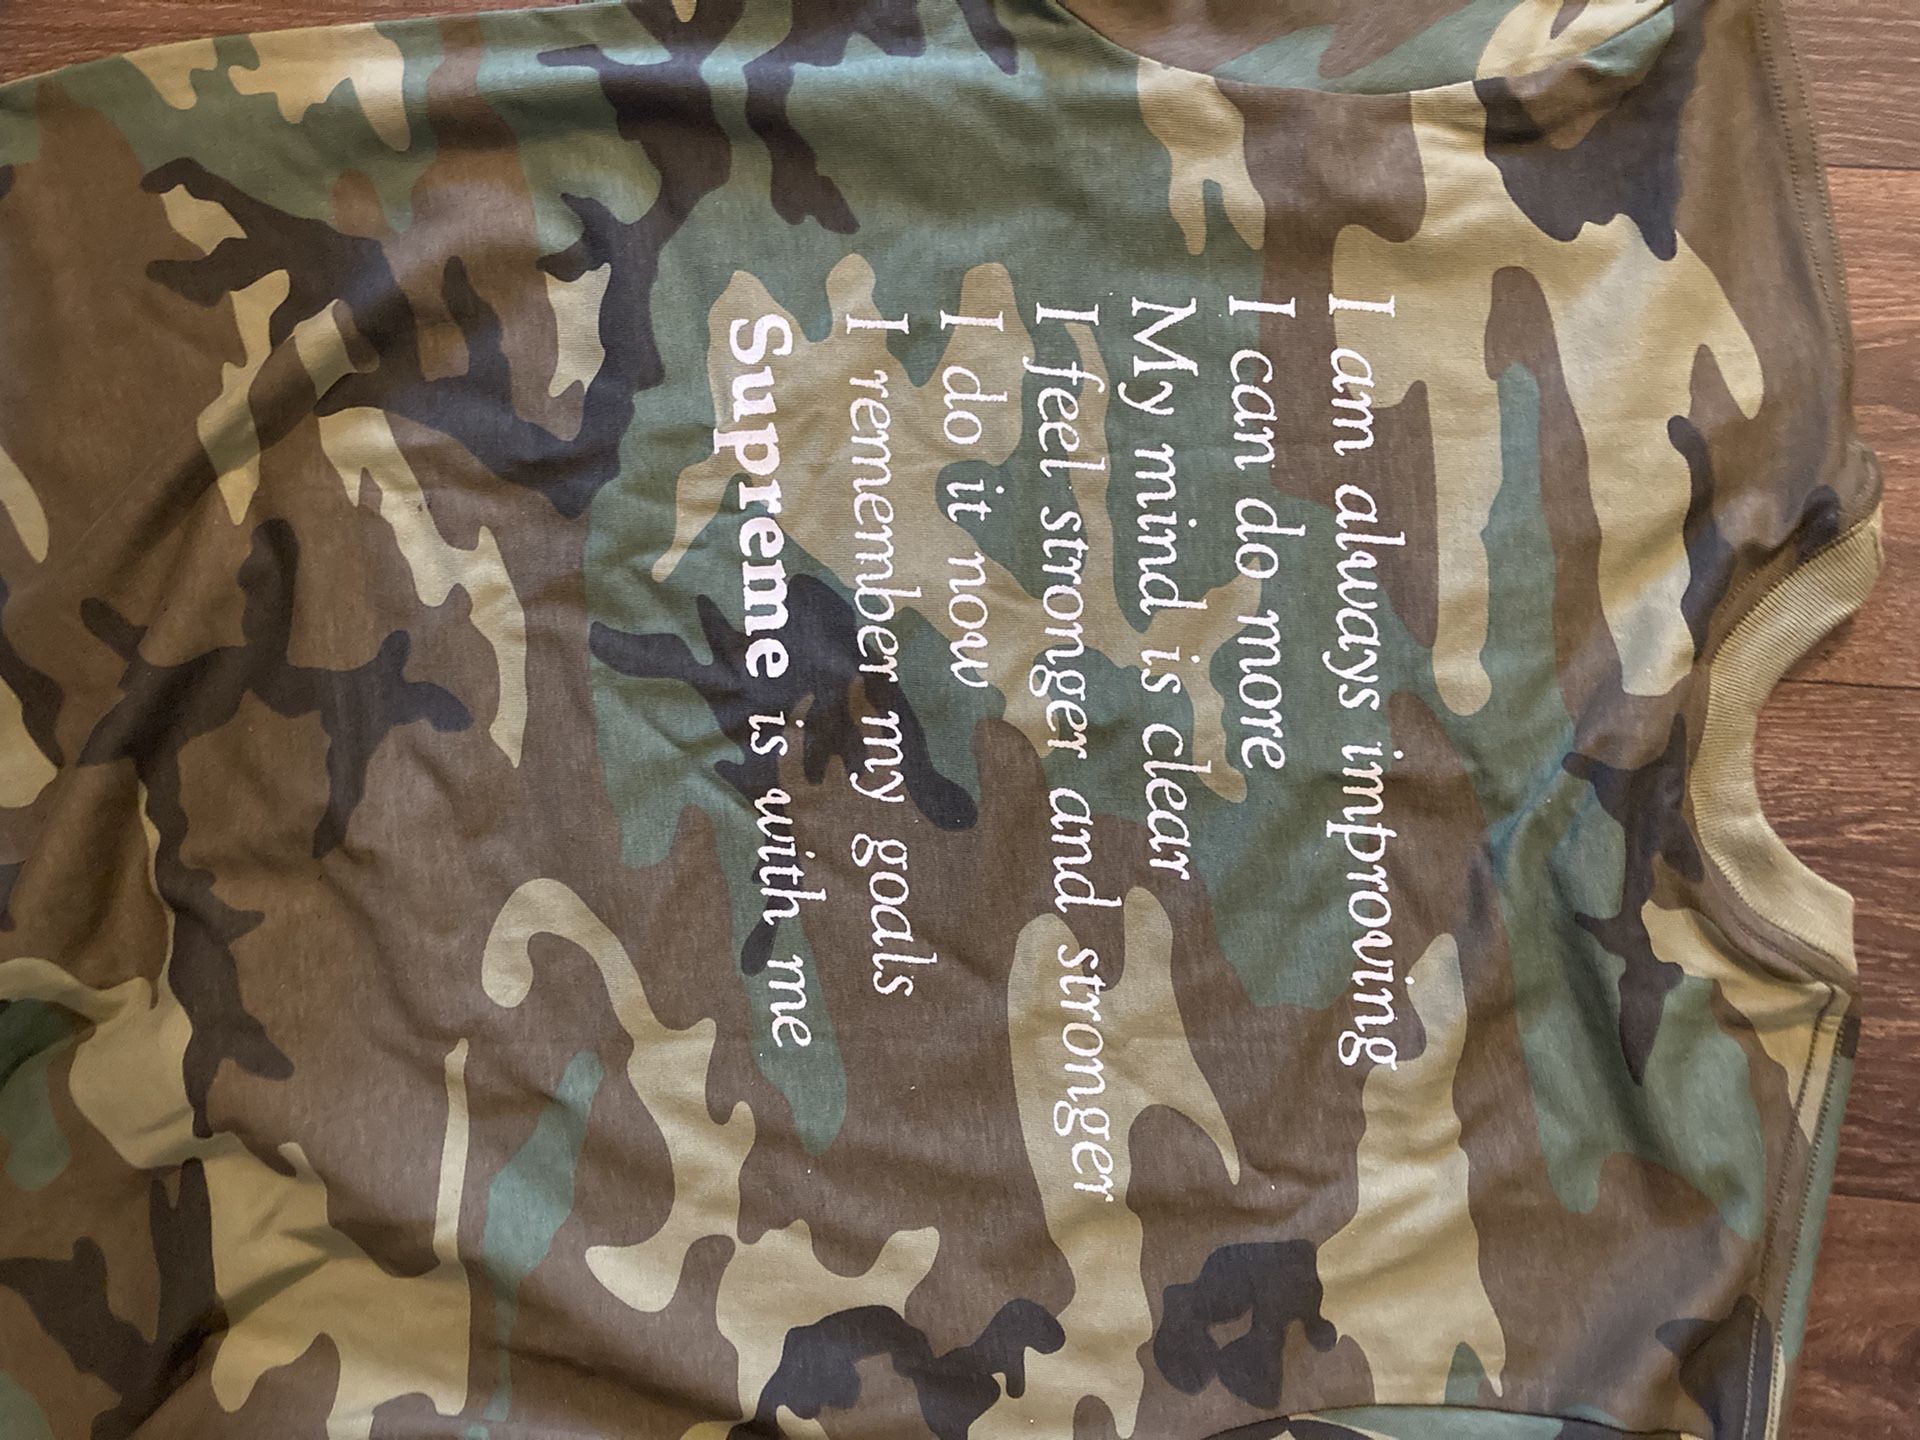 I am always improving
I can do more
My mind is clear
I feel stronger and stronger
I do it now
I remember my goals
Supreme is with me